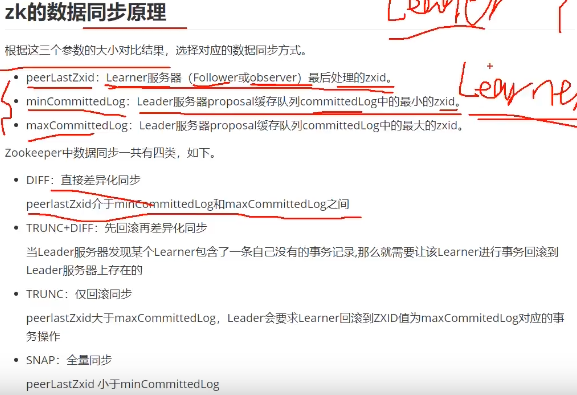 zk的数据同步原理
Learner
根据这三个参数的大小对比结果，选择对应的数据同步方式。
peerLastZxid：Learner服务器（Follower或observer）最后处理的zxid。
Learner
minCommittedLog：Leader服务器proposal缓存队列committedLog中的最小的zxid。
maxCommittedLog：Leader服务器proposal缓存队列committedLog中的最大的zxid。
Zookeeper中数据同步一共有四类，如下。
DIFF：直接差异化同步
peerlastZxid介于minCommittedLog和maxCommittedLog之间
TRUNC+DIFF：先回滚再差异化同步
当Leader服务器发现某个Learner包含了一条自己没有的事务记录,那么就需要让该Learner进行事务回滚到
Leader服务器上存在的
TRUNC：仅回滚同步
peerlastZxid大于maxCommittedLog，Leader会要求Learner回滚到ZXID值为maxCommitedLog对应的事
务操作
SNAP：全量同步
peerLastZxid 小于minCommittedLog